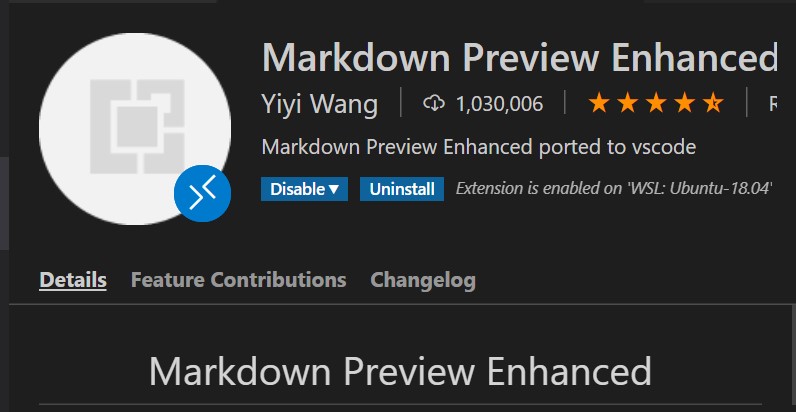 Markdown Preview Enhanced
Yiyi Wang 1,030,006 R
Markdown Preview Enhanced ported to vscode
Disable Uninstall Extension is enabled on 'WSL: Ubuntu-18.04'
Details Feature Contributions Changelog
Markdown Preview Enhanced